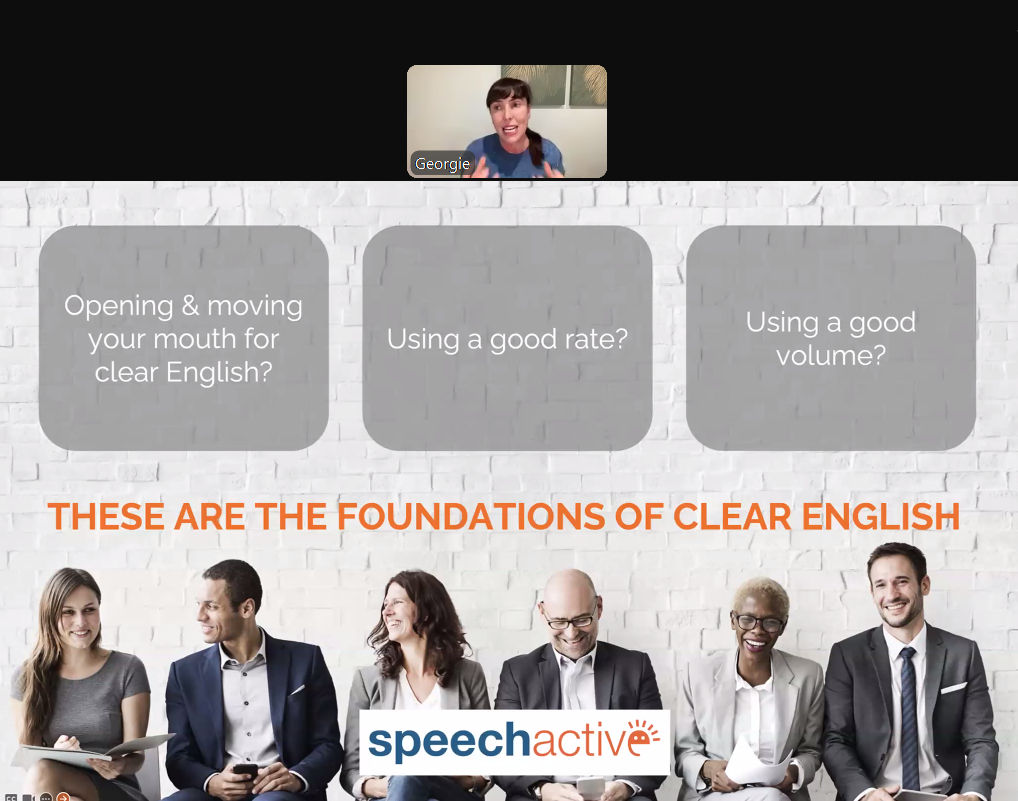 Georgie
Opening & moving
your mouth for
clear English?
Using a good rate?
Using a good
volume?
THESE ARE THE FOUNDATIONS OF CLEAR ENGLISH
speechactive
CC